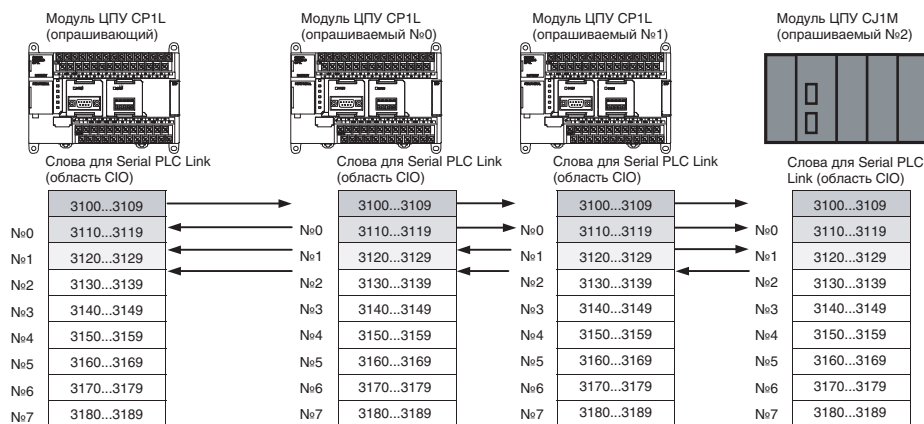 Модуль ЦПУ CP1L
(опрашивающий)
Модуль ЦПУ CP1L
(опрашиваемый №0)
Модуль ЦПУ CP1L
(опрашиваемый №1)
Модуль ЦПУ CJ1M
(опрашиваемый №2)
Слова для Serial PLC Link
(область CIO)
Слова для Serial PLC Link
(область CIO)
Слова для Serial PLC Link
(область CIO)
Слова для Serial PLC
Link (область CIO)
3100...3109 3100...3109 3100...3109 3100...3109
№0 3110...3119 №0 3110...3119 №0 3110...3119 №0 3110...3119
№1 3120...3129 №1 3120...3129 №1 3120...3129 №1 3120...3129
№2 3130...3139 №2 3130...3139 №2 3130...3139 №2 3130...3139
№3 3140...3149 №3 3140...3149 №3 3140...3149 №3 3140...3149
№4 3150...3159 №4 3150...3159 №4 3150...3159 №4 3150...3159
№5 3160...3169 №5 3160...3169 №5 3160...3169 №5 3160...3169
№6 3170...3179 №6 3170...3179 №6 3170...3179 №6 3170...3179
№7 3180...3189 №7 3180...3189 №7 3180...3189 №7 3180...3189